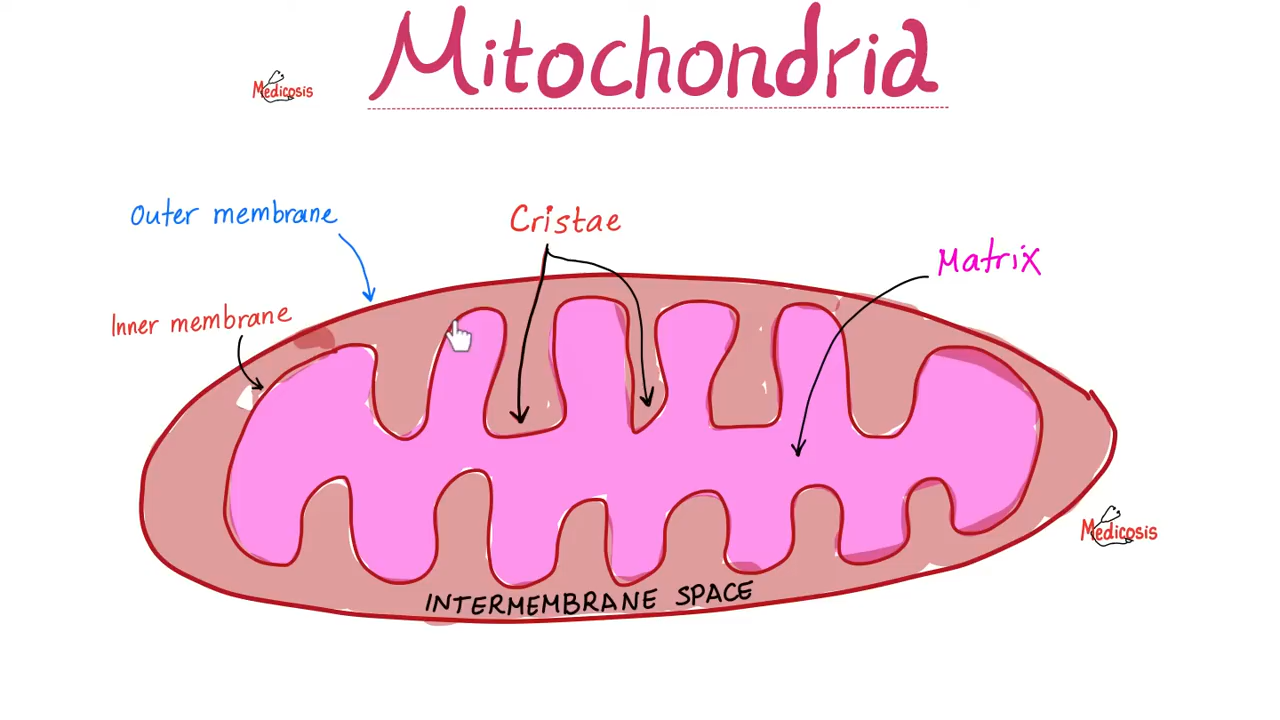 Mitochondria
Medicosis
Outer membrane
Cristae
Matrix
Inner membrane
Medicosis
INTERMEMBRANE SPACE